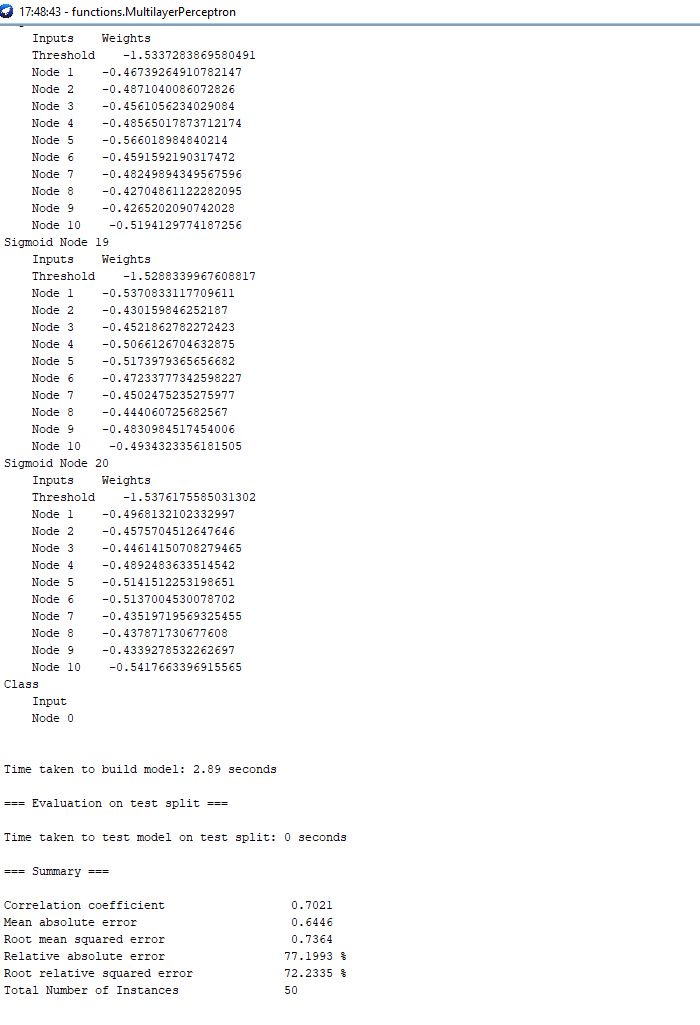 17:48:43 - functions.MultilayerPerceptron
Inputs    Weights
Threshold    -1.5337283869580491
Node 1    -0.46739264910782147
Node 2    -0.4871040086072826
Node 3    -0.4561056234029084
Node 4    -0.48565017873712174
Node 5    -0.566018984840214
Node 6    -0.4591592190317472
Node 7    -0.48249894349567596
Node 8    -0.42704861122282095
Node 9    -0.4265202090742028
Node 10    -0.5194129774187256
Sigmoid Node 19
Inputs    Weights
Threshold    -1.5288339967608817
Node 1    -0.5370833117709611
Node 2    -0.430159846252187
Node 3    -0.4521862782272423
Node 4    -0.5066126704632875
Node 5    -0.5173979365656682
Node 6    -0.47233777342598227
Node 7    -0.4502475235275977
Node 8    -0.444060725682567
Node 9    -0.4830984517454006
Node 10    -0.4934323356181505
Sigmoid Node 20
Inputs    Weights
Threshold    -1.5376175585031302
Node 1    -0.4968132102332997
Node 2    -0.4575704512647646
Node 3    -0.44614150708279465
Node 4    -0.4892483633514542
Node 5    -0.5141512253198651
Node 6    -0.5137004530078702
Node 7    -0.43519719569325455
Node 8    -0.437871730677608
Node 9    -0.4339278532262697
Node 10    -0.5417663396915565
Class
Input
Node 0
Time taken to build model: 2.89 seconds
=== Evaluation on test split ===
Time taken to test model on test split: 0 seconds
=== Summary ===
Correlation coefficient    0.7021
Mean absolute error    0.6446
Root mean squared error    0.7364
Relative absolute error    77.1993 %
Root relative squared error    72.2335 %
Total Number of Instances    50